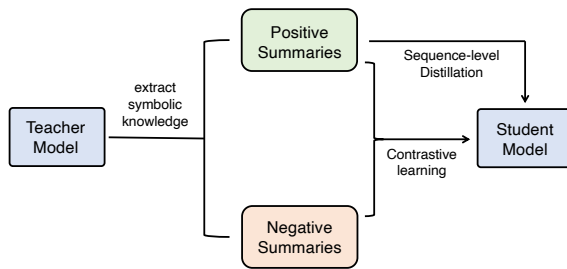 Teacher
Model
extract
symbolic
knowledge
Positive
Summaries
Negative
Summaries
Sequence-level
Distillation
Contrastive
learning
Student
Model